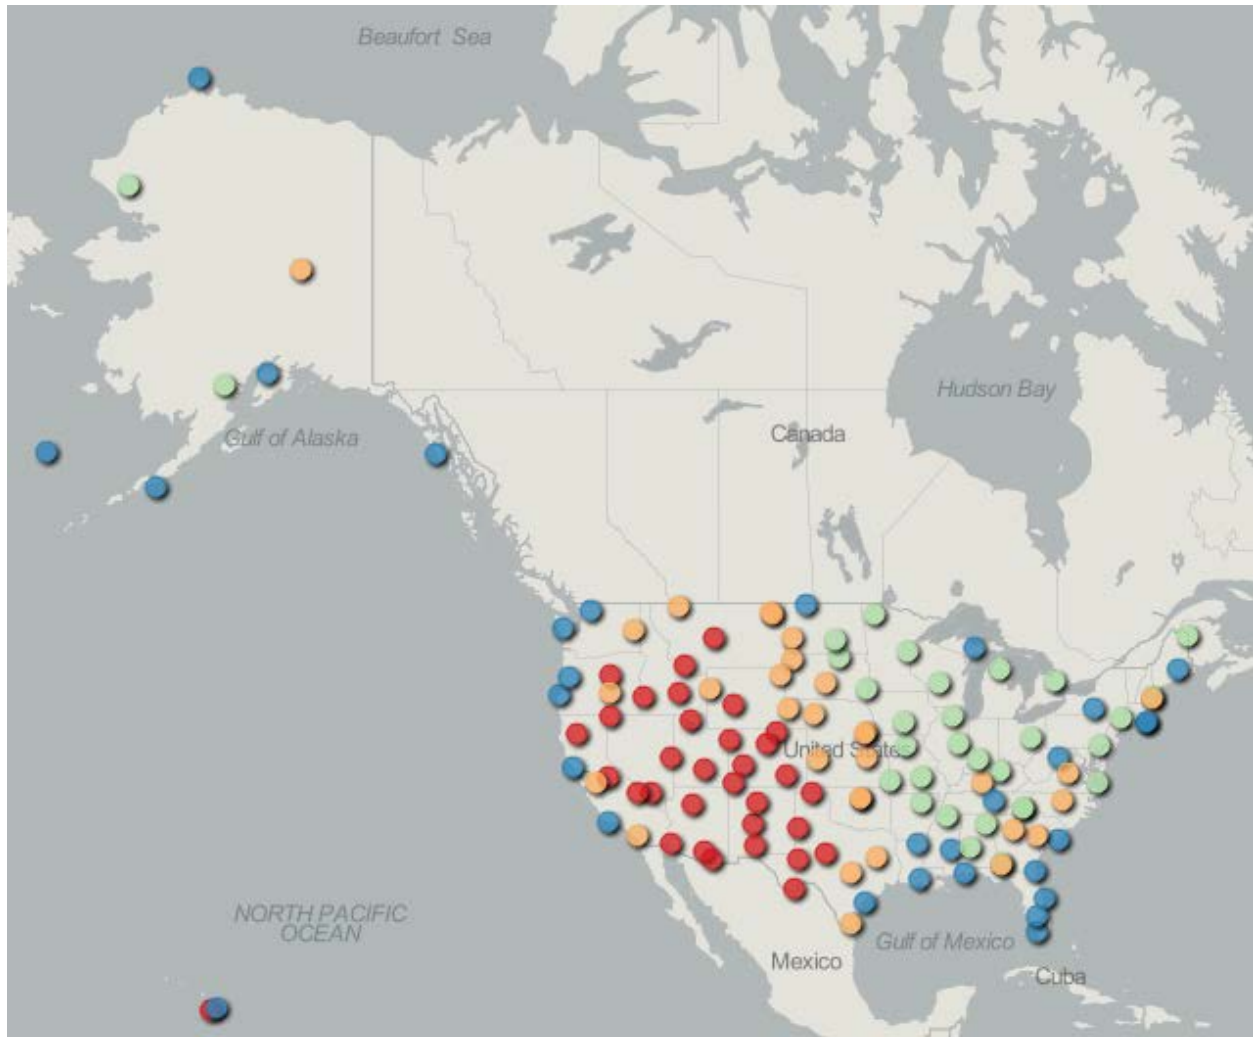 Beaufort Sea
Hudson Bay
Canada
Gulf of Alaska
United States
NORTH PACIFIC
OCEAN
Gulf of Mexico
Mexico
Cuba